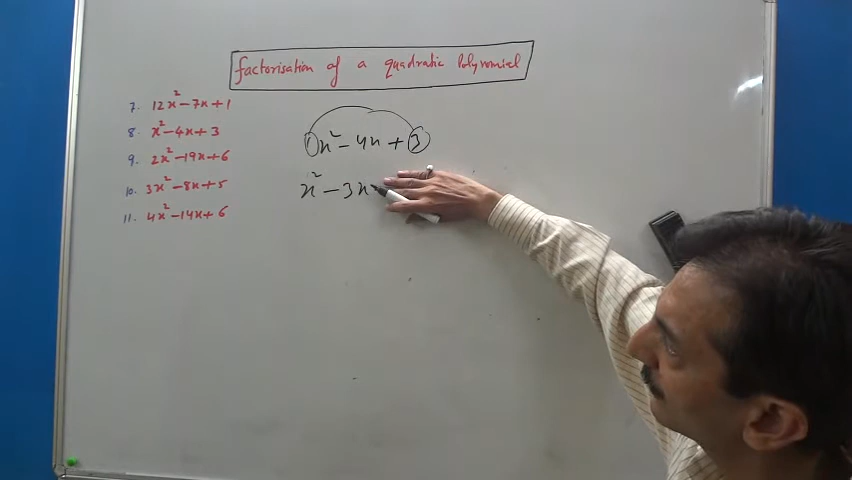 factorisation of a quadratic Polynomial
7. 12x² - 7x + 1
8. x² - 4x + 3
9. 2x² - 19x + 6
10. 3x² - 8x + 5
11. 4x² - 14x + 6
1x² - 4x + 3
x² - 3x